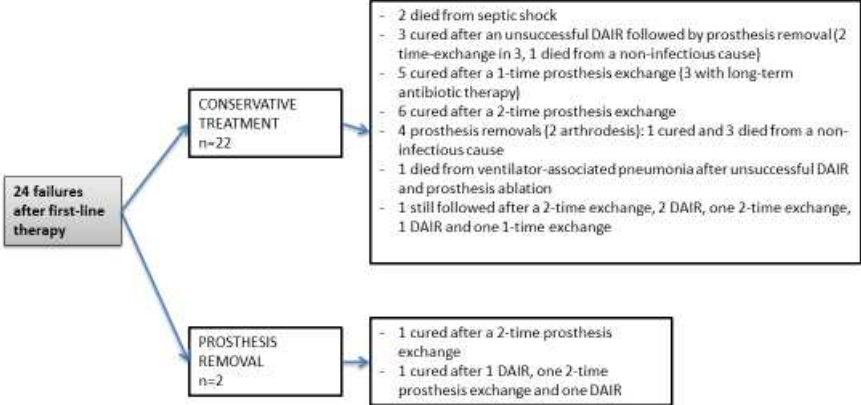 24 failures
after first-line
therapy
CONSERVATIVE
TREATMENT
n=22
- 2 died from septic shock
- 3 cured after an unsuccessful DAIR followed by prosthesis removal (2
time-exchange in 3, 1 died from a non-infectious cause)
- 5 cured after a 1-time prosthesis exchange (3 with long-term
antibiotic therapy)
- 6 cured after a 2-time prosthesis exchange
- 4 prosthesis removals (2 arthrodesis): 1 cured and 3 died from a non-
infectious cause
- 1 died from ventilator-associated pneumonia after unsuccessful DAIR
and prosthesis ablation
- 1 still followed after a 2-time exchange, 2 DAIR, one 2-time exchange,
1 DAIR and one 1-time exchange
PROSTHESIS
REMOVAL
n=2
- 1 cured after a 2-time prosthesis
exchange
- 1 cured after 1 DAIR, one 2-time
prosthesis exchange and one DAIR